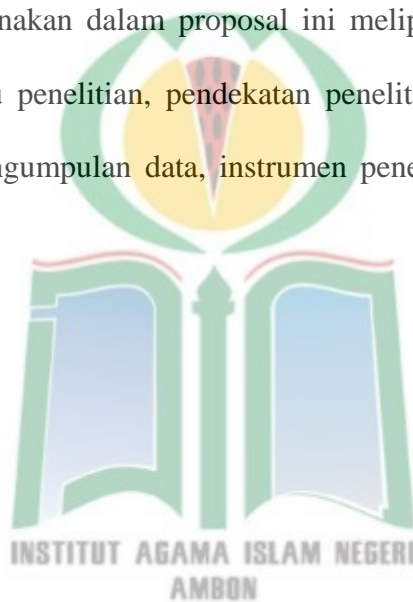 nakan dalam proposal ini melip
u penelitian, pendekatan penelit
ngumpulan data, instrumen pene
INSTITUT AGAMA ISLAM NEGERI
AMBON